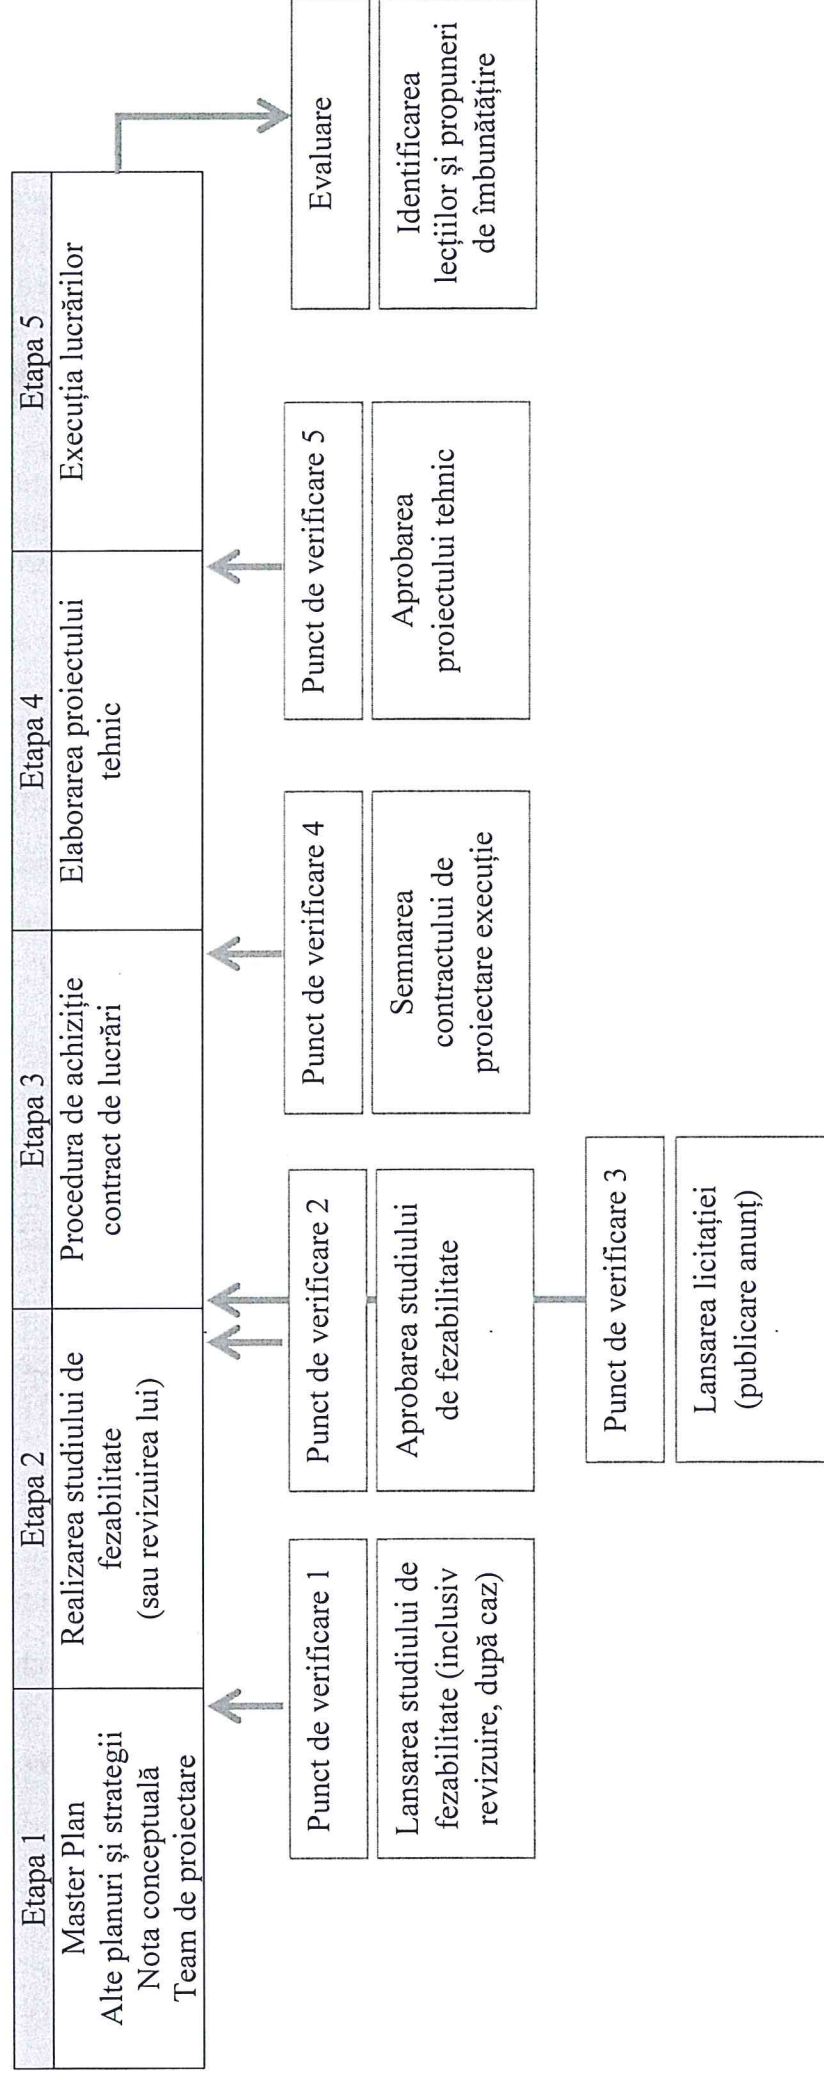 Etapa 1
Master Plan
Alte planuri și strategii
Nota conceptuală
Team de proiectare
Etapa 2
Realizarea studiului de
fezabilitate
(sau revizuirea lui)
Etapa 3
Procedura de achiziție
contract de lucrări
Etapa 4
Elaborarea proiectului
tehnic
Etapa 5
Execuția lucrărilor
Punct de verificare 1
Lansarea studiului de
fezabilitate (inclusiv
revizuire, după caz)
Punct de verificare 2
Aprobarea studiului
de fezabilitate
Punct de verificare 3
Lansarea licitației
(publicare anunț)
Punct de verificare 4
Semnarea
contractului de
proiectare execuție
Punct de verificare 5
Aprobarea
proiectului tehnic
Evaluare
Identificarea
lecțiilor și propuneri
de îmbunătățire